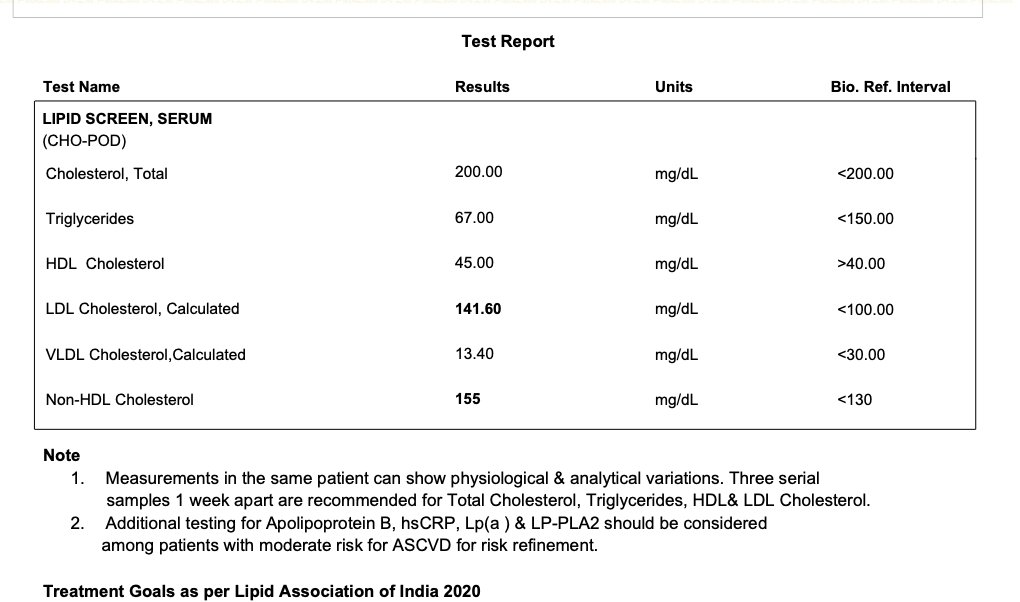 Test Report
Test Name Results Units Bio. Ref. Interval
LIPID SCREEN, SERUM
(CHO-POD)
Cholesterol, Total 200.00 mg/dL <200.00
Triglycerides 67.00 mg/dL <150.00
HDL Cholesterol 45.00 mg/dL >40.00
LDL Cholesterol, Calculated 141.60 mg/dL <100.00
VLDL Cholesterol,Calculated 13.40 mg/dL <30.00
Non-HDL Cholesterol 155 mg/dL <130
Note
1. Measurements in the same patient can show physiological & analytical variations. Three serial
samples 1 week apart are recommended for Total Cholesterol, Triglycerides, HDL& LDL Cholesterol.
2. Additional testing for Apolipoprotein B, hsCRP, Lp(a ) & LP-PLA2 should be considered
among patients with moderate risk for ASCVD for risk refinement.
Treatment Goals as per Lipid Association of India 2020